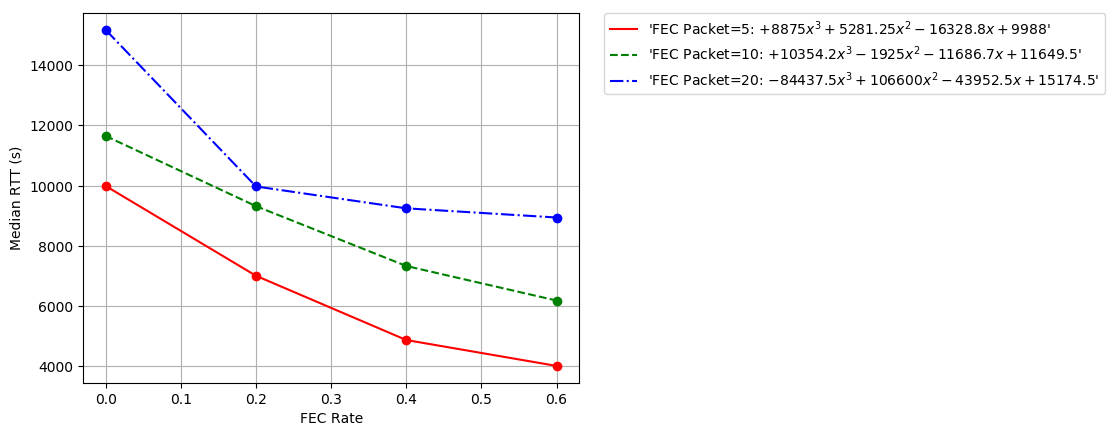 14000
12000
10000
8000
6000
4000
Median RTT (s)
0.0 0.1 0.2 0.3 0.4 0.5 0.6
FEC Rate
'FEC Packet=5: +8875x³ + 5281.25x² − 16328.8x + 9988'
'FEC Packet=10: +10354.2x³ − 1925x² − 11686.7x + 11649.5'
'FEC Packet=20: −84437.5x³ + 106600x² − 43952.5x + 15174.5'